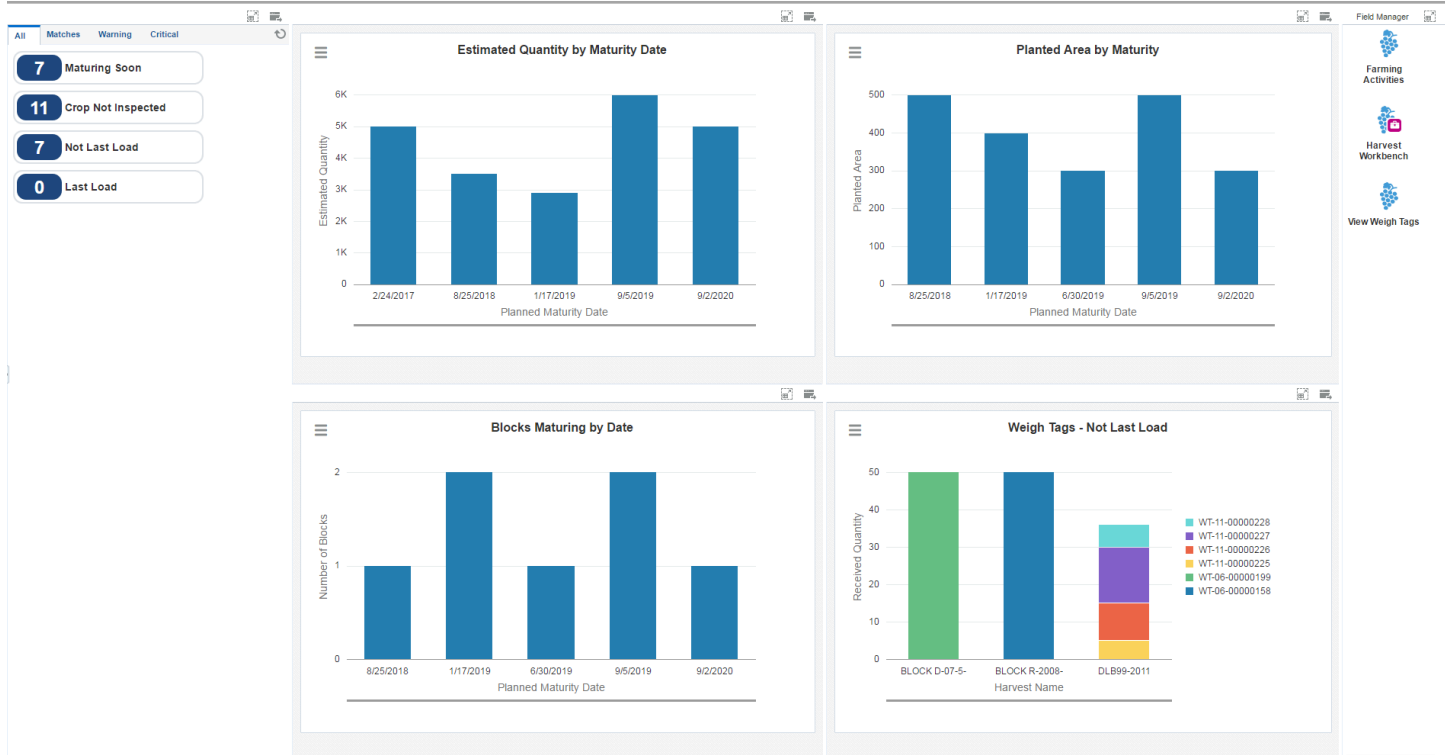 All Matches Warning Critical
7 Maturing Soon
11 Crop Not Inspected
7 Not Last Load
0 Last Load
Estimated Quantity by Maturity Date
Estimated Quantity
6K
5K
4K
3K
2K
1K
0
2/24/2017 8/25/2018 1/17/2019 9/5/2019 9/2/2020
Planned Maturity Date
Planted Area by Maturity
Planted Area
500
400
300
200
100
0
8/25/2018 1/17/2019 6/30/2019 9/5/2019 9/2/2020
Planned Maturity Date
Blocks Maturing by Date
Number of Blocks
2
1
0
8/25/2018 1/17/2019 6/30/2019 9/5/2019 9/2/2020
Planned Maturity Date
Weigh Tags - Not Last Load
Received Quantity
50
40
30
20
10
0
BLOCK D-07-5- BLOCK R-2008- DLB99-2011
Harvest Name
WT-11-00000228
WT-11-00000227
WT-11-00000226
WT-11-00000225
WT-06-00000199
WT-06-00000158
Field Manager
Farming
Activities
Harvest
Workbench
View Weigh Tags